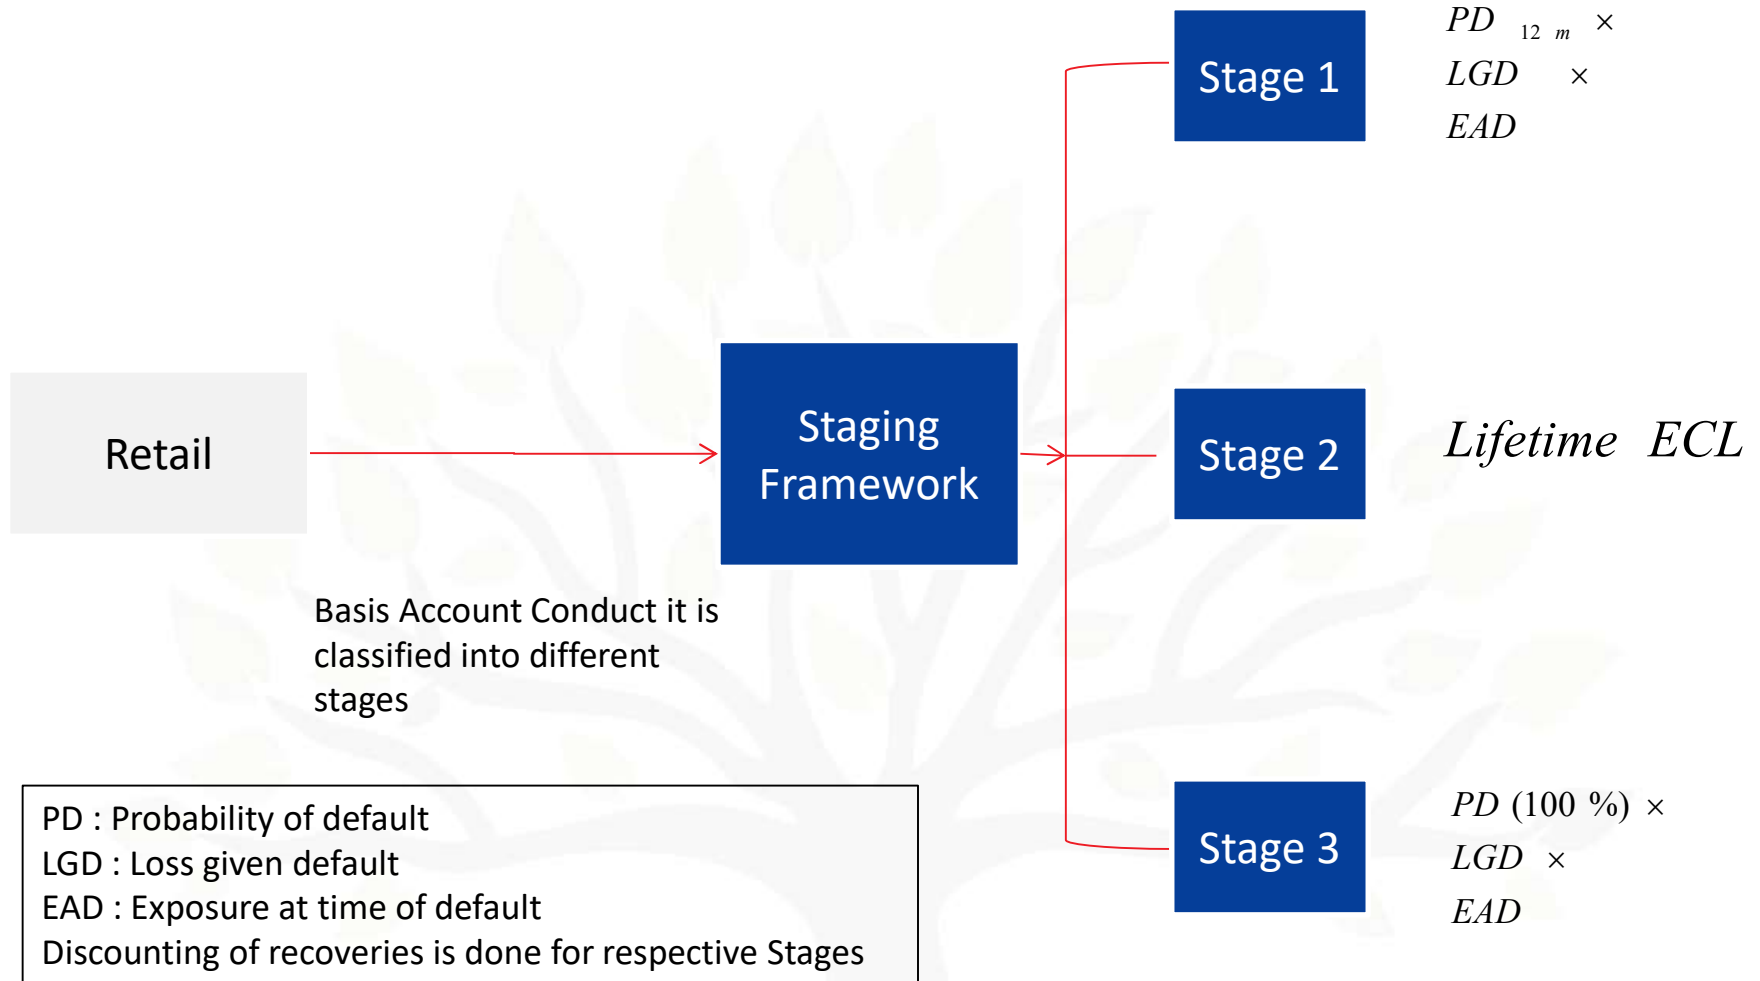 PD 12 m ×
LGD ×
EAD
Stage 1
Retail
Staging
Framework
Stage 2
Lifetime ECL
Basis Account Conduct it is
classified into different
stages
Stage 3
PD (100 %) ×
LGD ×
EAD
PD : Probability of default
LGD : Loss given default
EAD : Exposure at time of default
Discounting of recoveries is done for respective Stages